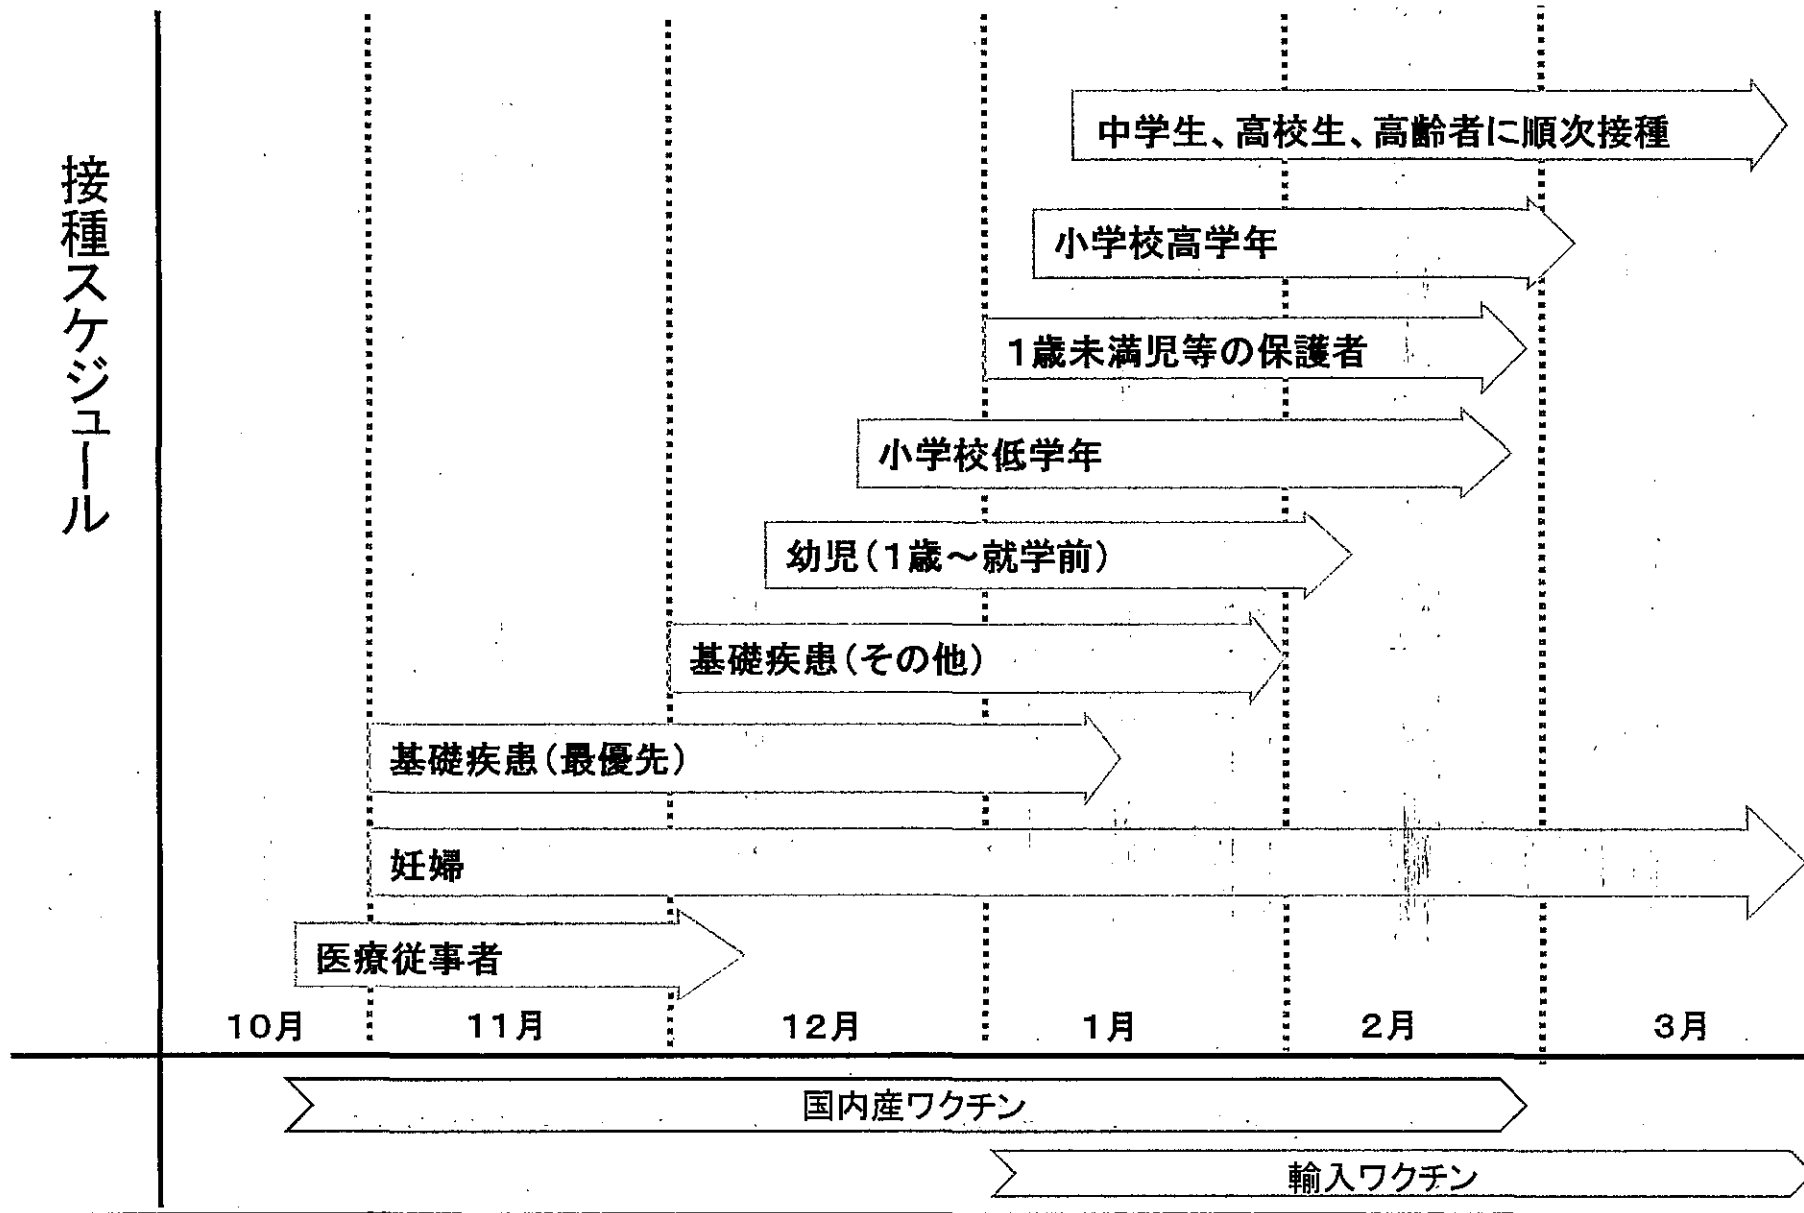 接種スケジュール
中学生、高校生、高齢者に順次接種
小学校高学年
1歳未満児等の保護者
小学校低学年
幼児(1歳～就学前)
基礎疾患(その他)
基礎疾患(最優先)
妊婦
医療従事者
10月 11月 12月 1月 2月 3月
国内産ワクチン
輸入ワクチン